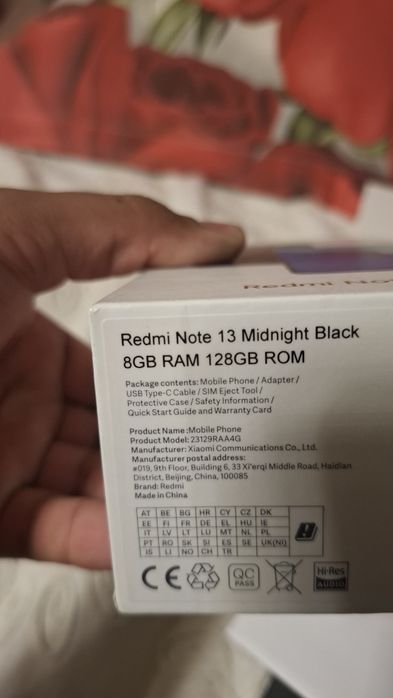 Redmi Not
Redmi Note 13 Midnight Black
8GB RAM 128GB ROM
Package contents: Mobile Phone / Adapter /
USB Type-C Cable / SIM Eject Tool /
Protective Case / Safety Information /
Quick Start Guide and Warranty Card
Product Name :Mobile Phone
Product Model: 23129RAA4G
Manufacturer: Xiaomi Communications Co., Ltd.
Manufacturer postal address:
#019, 9th Floor, Building 6, 33 Xi'erqi Middle Road, Haidian
District, Beijing, China, 100085
Brand: Redmi
Made in China
AT BE BG HR CY CZ DK
EE FI FR DE EL HU IE
IT LV LT LU MT NL PL
PT RO SK SI ES SE UK(NI)
IS LI NO CH TR
CE QC PASS Hi-Res AUDIO